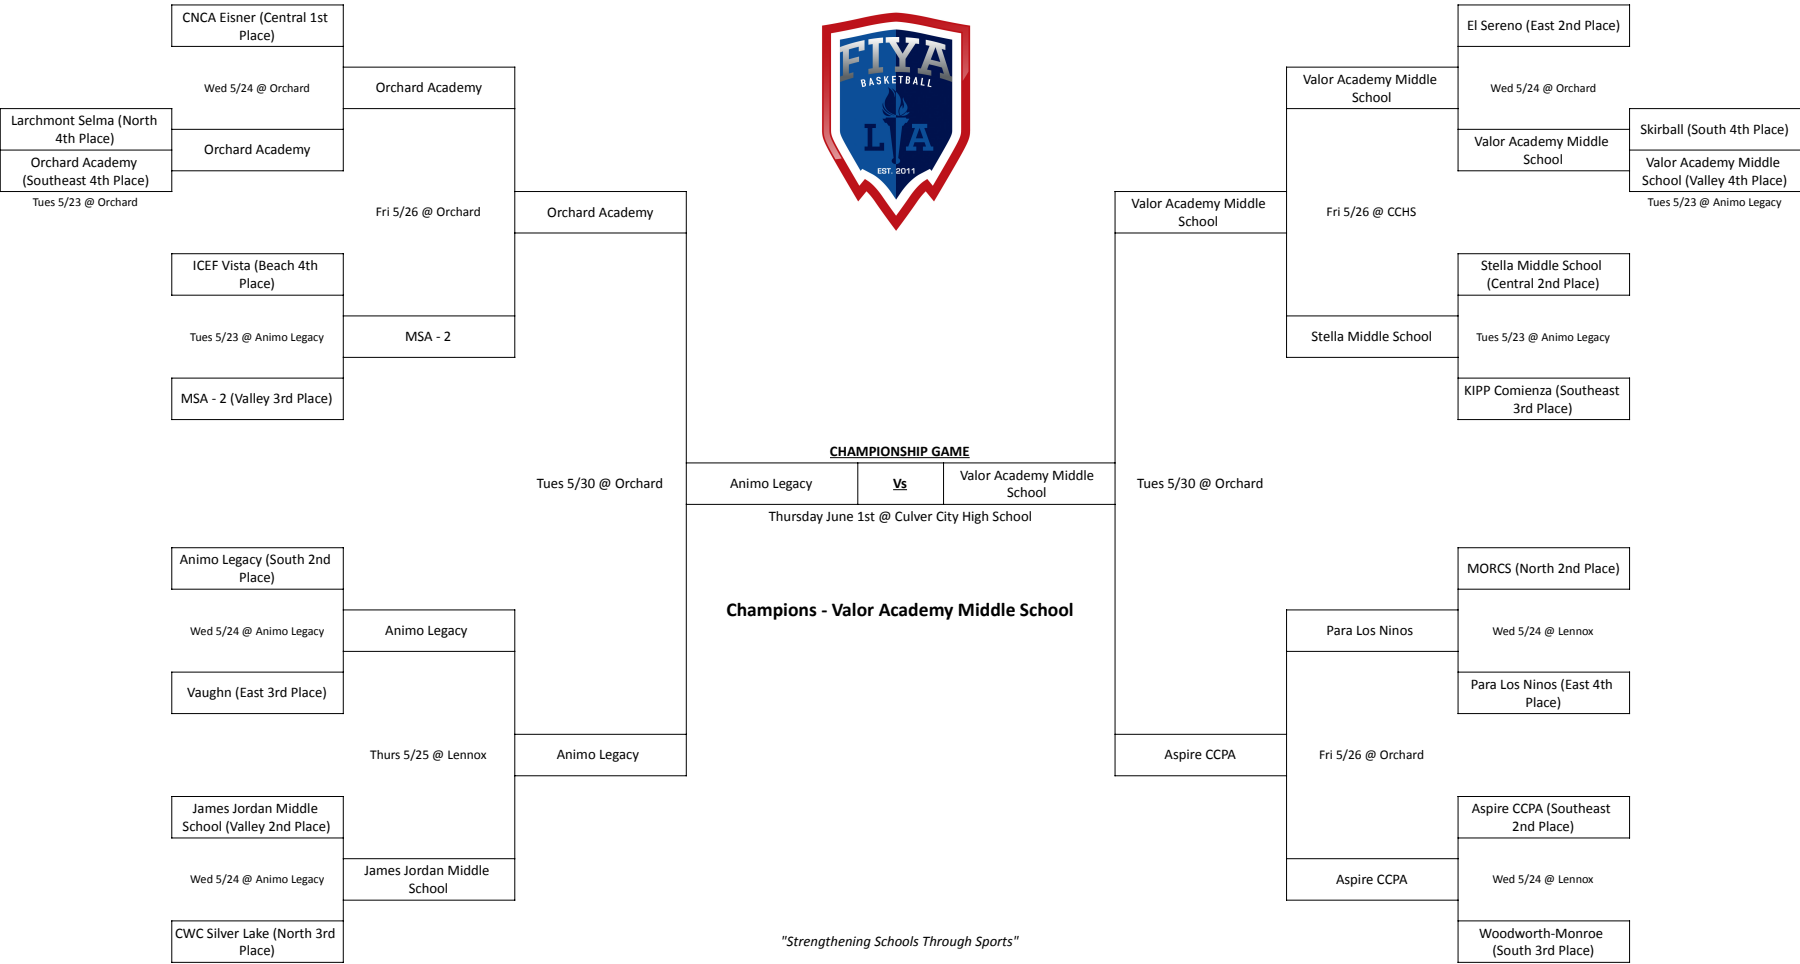 CNCA Eisner (Central 1st
Place)
Wed 5/24 @ Orchard
Orchard Academy
Larchmont Selma (North
4th Place)
Orchard Academy
(Southeast 4th Place)
Tues 5/23 @ Orchard
Orchard Academy
Fri 5/26 @ Orchard
Orchard Academy
ICEF Vista (Beach 4th
Place)
Tues 5/23 @ Animo Legacy
MSA - 2
MSA - 2 (Valley 3rd Place)
Tues 5/30 @ Orchard
Animo Legacy (South 2nd
Place)
Wed 5/24 @ Animo Legacy
Animo Legacy
Vaughn (East 3rd Place)
Thurs 5/25 @ Lennox
Animo Legacy
James Jordan Middle
School (Valley 2nd Place)
Wed 5/24 @ Animo Legacy
James Jordan Middle
School
CWC Silver Lake (North 3rd
Place)
FIYA
BASKETBALL
LA
EST. 2011
CHAMPIONSHIP GAME
Animo Legacy
Vs
Valor Academy Middle
School
Thursday June 1st @ Culver City High School
Champions - Valor Academy Middle School
"Strengthening Schools Through Sports"
El Sereno (East 2nd Place)
Valor Academy Middle
School
Wed 5/24 @ Orchard
Valor Academy Middle
School
Skirball (South 4th Place)
Valor Academy Middle
School (Valley 4th Place)
Tues 5/23 @ Animo Legacy
Valor Academy Middle
School
Fri 5/26 @ CCHS
Stella Middle School
(Central 2nd Place)
Stella Middle School
Tues 5/23 @ Animo Legacy
KIPP Comienza (Southeast
3rd Place)
Tues 5/30 @ Orchard
MORCS (North 2nd Place)
Para Los Ninos
Wed 5/24 @ Lennox
Para Los Ninos (East 4th
Place)
Aspire CCPA
Fri 5/26 @ Orchard
Aspire CCPA (Southeast
2nd Place)
Aspire CCPA
Wed 5/24 @ Lennox
Woodworth-Monroe
(South 3rd Place)